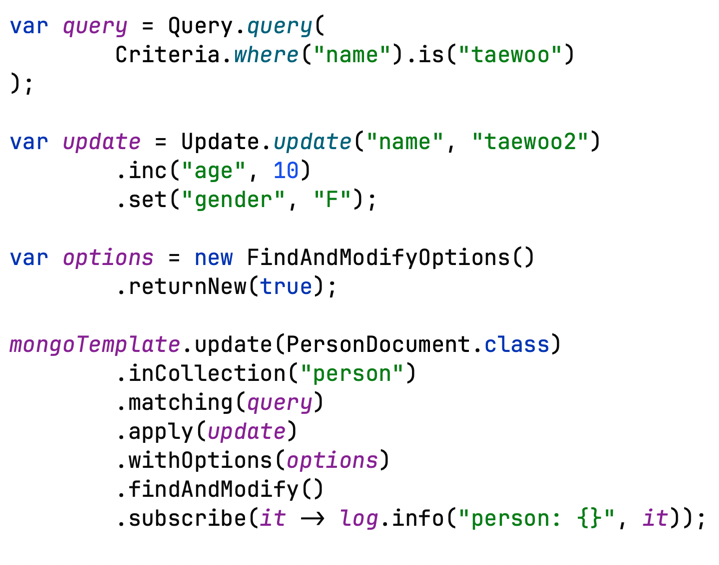 var query = Query.query(
        Criteria.where("name").is("taewoo")
);

var update = Update.update("name", "taewoo2")
        .inc("age", 10)
        .set("gender", "F");

var options = new FindAndModifyOptions()
        .returnNew(true);

mongoTemplate.update(PersonDocument.class)
        .inCollection("person")
        .matching(query)
        .apply(update)
        .withOptions(options)
        .findAndModify()
        .subscribe(it -> log.info("person: {}", it));